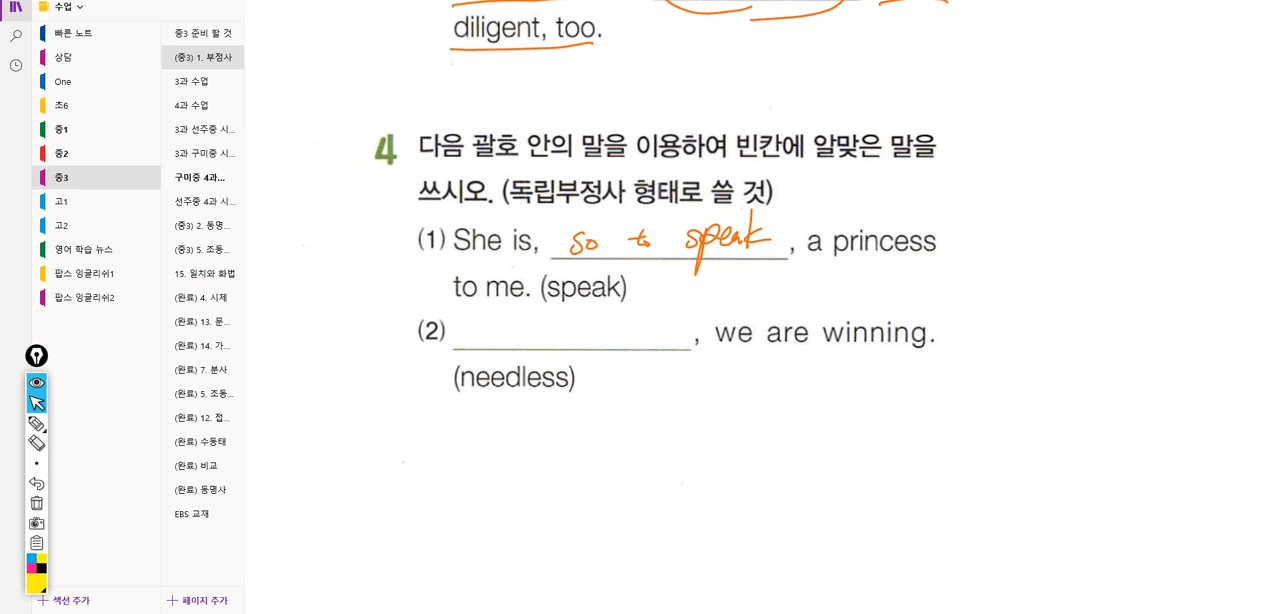 수업
빠른 노트
상담
One
초6
중1
중2
중3
고1
고2
영어 학습 뉴스
팝스 잉글리쉬1
팝스 잉글리쉬2
섹션 추가
중3 준비 할 것
(중3) 1. 부정사
3과 수업
4과 수업
3과 선주중 시...
3과 구미중 시...
구미중 4과...
선주중 4과 시...
(중3) 2. 동명...
(중3) 5. 조동...
15. 일치와 화법
(완료) 4. 시제
(완료) 13. 문...
(완료) 14. 가...
(완료) 7. 분사
(완료) 5. 조동...
(완료) 12. 접...
(완료) 수동태
(완료) 비교
(완료) 동명사
EBS 교재
페이지 추가
diligent, too.
4 다음 괄호 안의 말을 이용하여 빈칸에 알맞은 말을
쓰시오. (독립부정사 형태로 쓸 것)
(1) She is, so to speak, a princess
to me. (speak)
(2) , we are winning.
(needless)